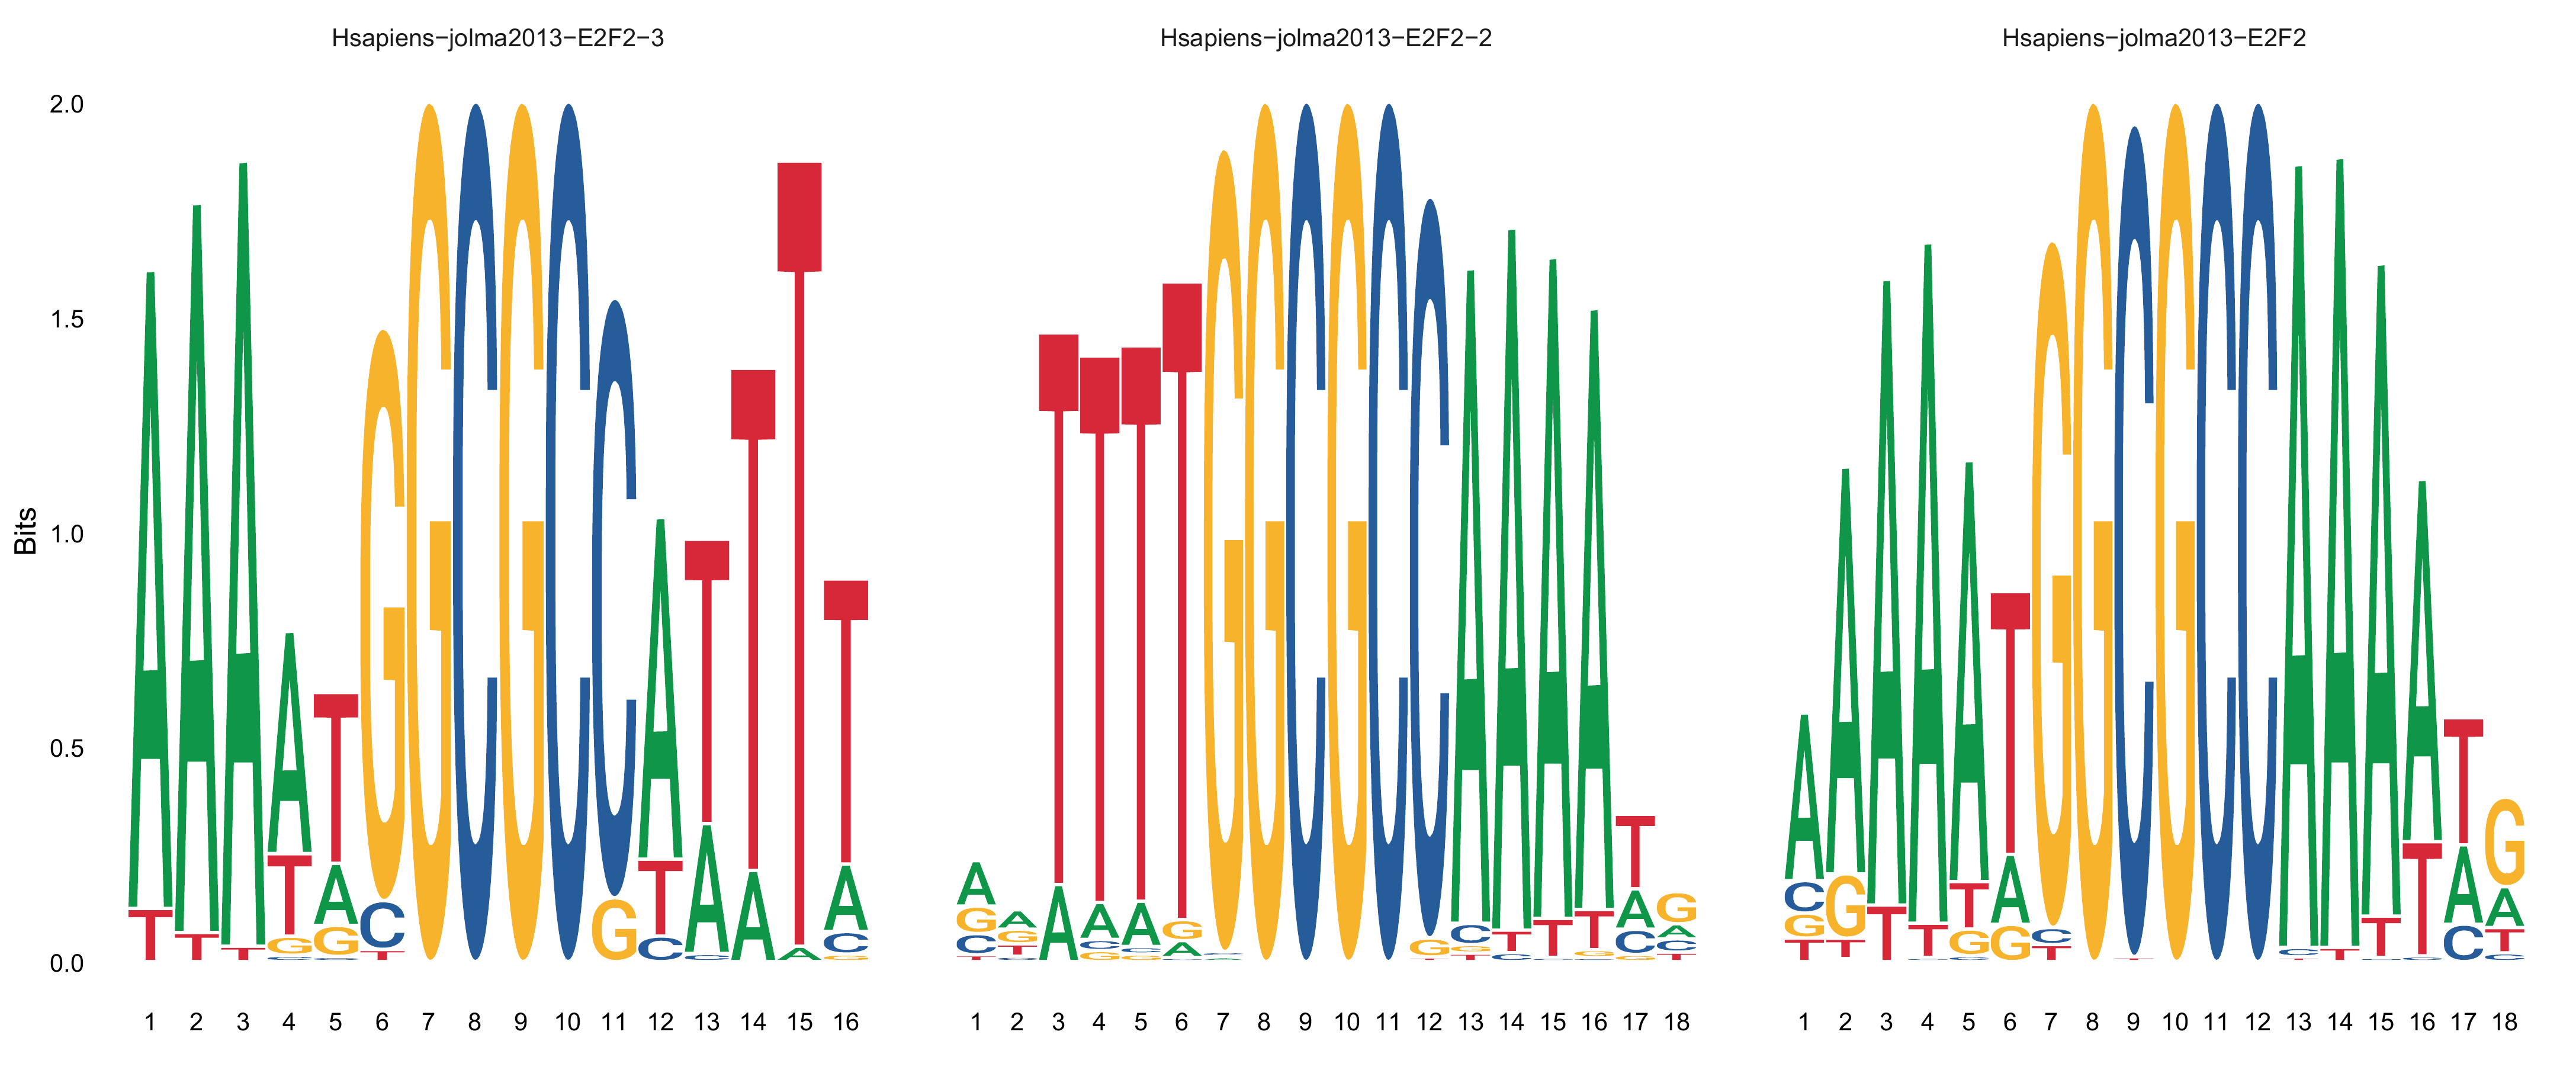 Hsapiens−jolma2013−E2F2−3 Hsapiens−jolma2013−E2F2−2 Hsapiens−jolma2013−E2F2
2.0
1.5
1.0
0.5
0.0
Bits
A A A A T G G C G C C A T T T T
T T T T A C G T A A A A
G G T C C C
C C G
A A T T T T G G C G C C A A A A T G
G G A A A G G C T T T A A
C T C C A G C G C C
T C G G T G T
A A A A A T G G C G C C A A A A T G
C G T T T A C C T T T A A
G T G G T C T
T C C
1 2 3 4 5 6 7 8 9 10 11 12 13 14 15 16 1 2 3 4 5 6 7 8 9 10 11 12 13 14 15 16 17 18 1 2 3 4 5 6 7 8 9 10 11 12 13 14 15 16 17 18